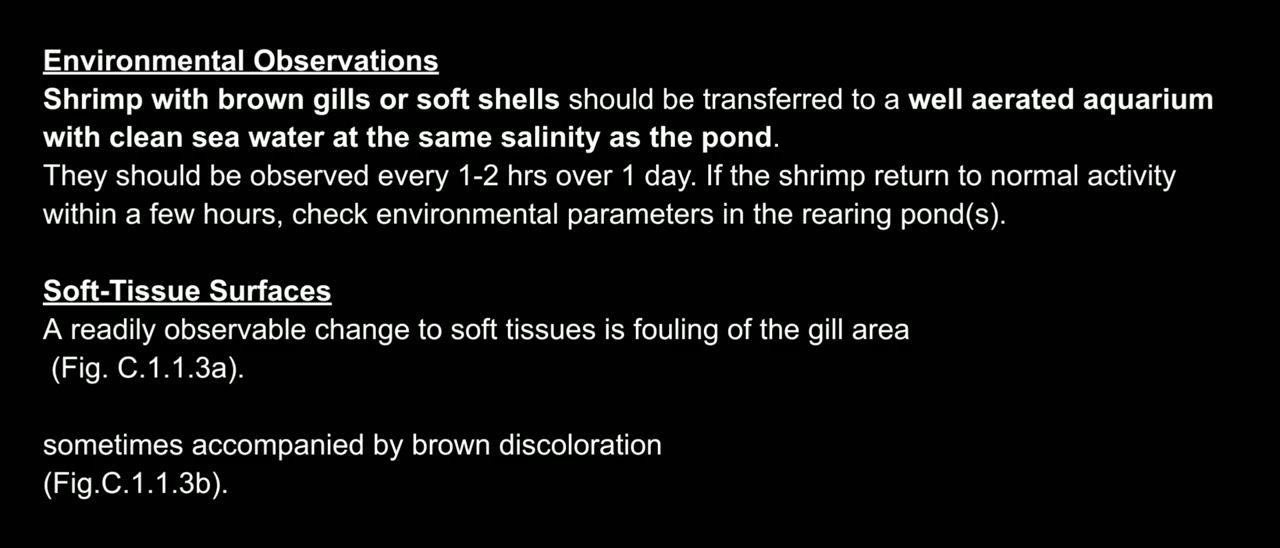 Environmental Observations
Shrimp with brown gills or soft shells should be transferred to a well aerated aquarium
with clean sea water at the same salinity as the pond.
They should be observed every 1-2 hrs over 1 day. If the shrimp return to normal activity
within a few hours, check environmental parameters in the rearing pond(s).
Soft-Tissue Surfaces
A readily observable change to soft tissues is fouling of the gill area
(Fig. C.1.1.3a).
sometimes accompanied by brown discoloration
(Fig.C.1.1.3b).